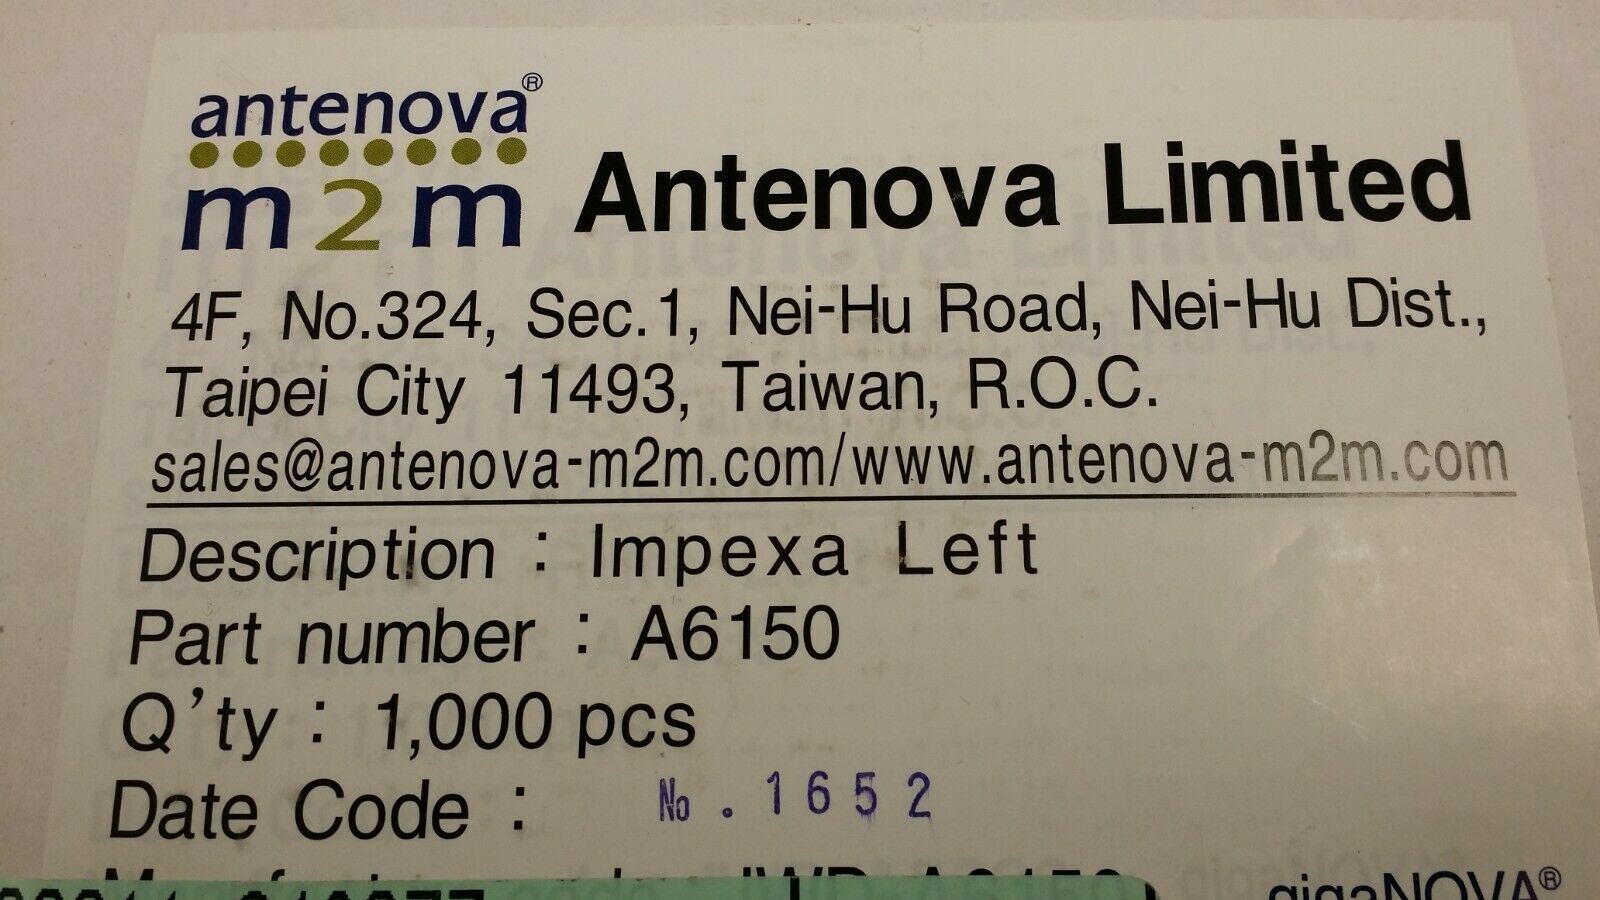 antenova®
m2m
Antenova Limited
4F, No.324, Sec.1, Nei-Hu Road, Nei-Hu Dist.,
Taipei City 11493, Taiwan, R.O.C.
sales@antenova-m2m.com/www.antenova-m2m.com
Description : Impexa Left
Part number : A6150
Q'ty : 1,000 pcs
Date Code : No.1652
gigaNOVA®